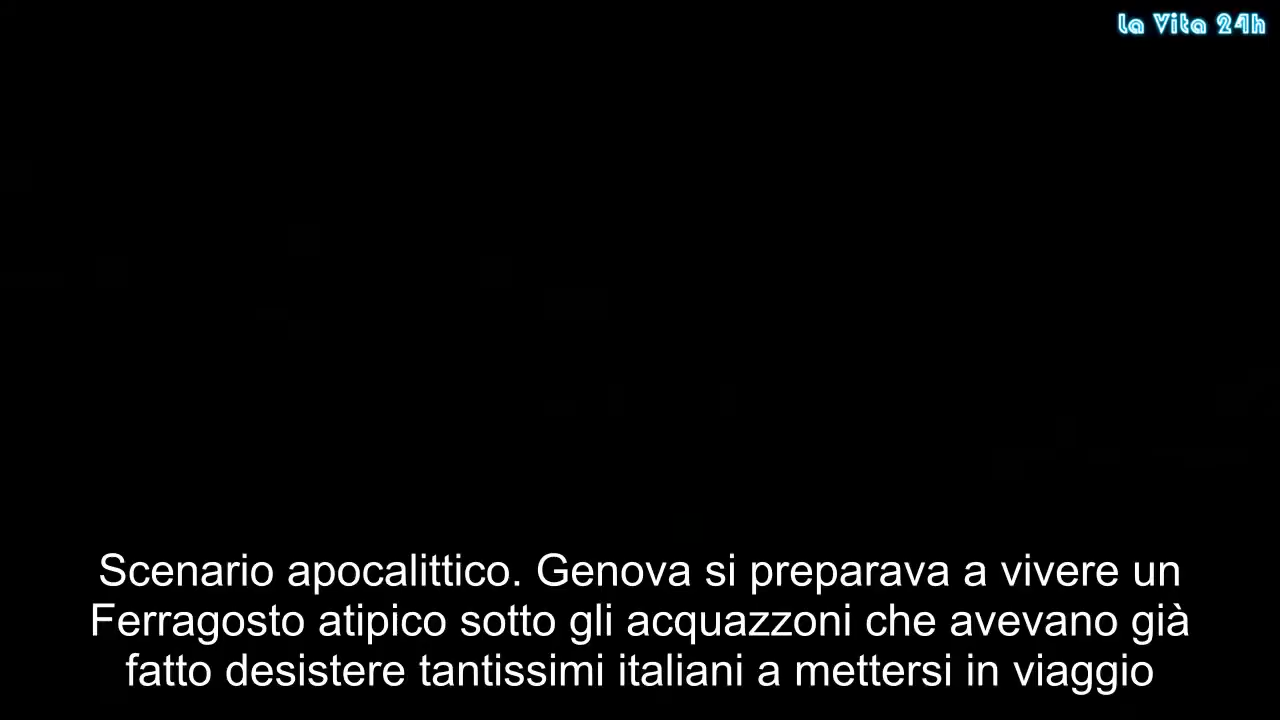 La Vita 24h
Scenario apocalittico. Genova si preparava a vivere un
Ferragosto atipico sotto gli acquazzoni che avevano già
fatto desistere tantissimi italiani a mettersi in viaggio